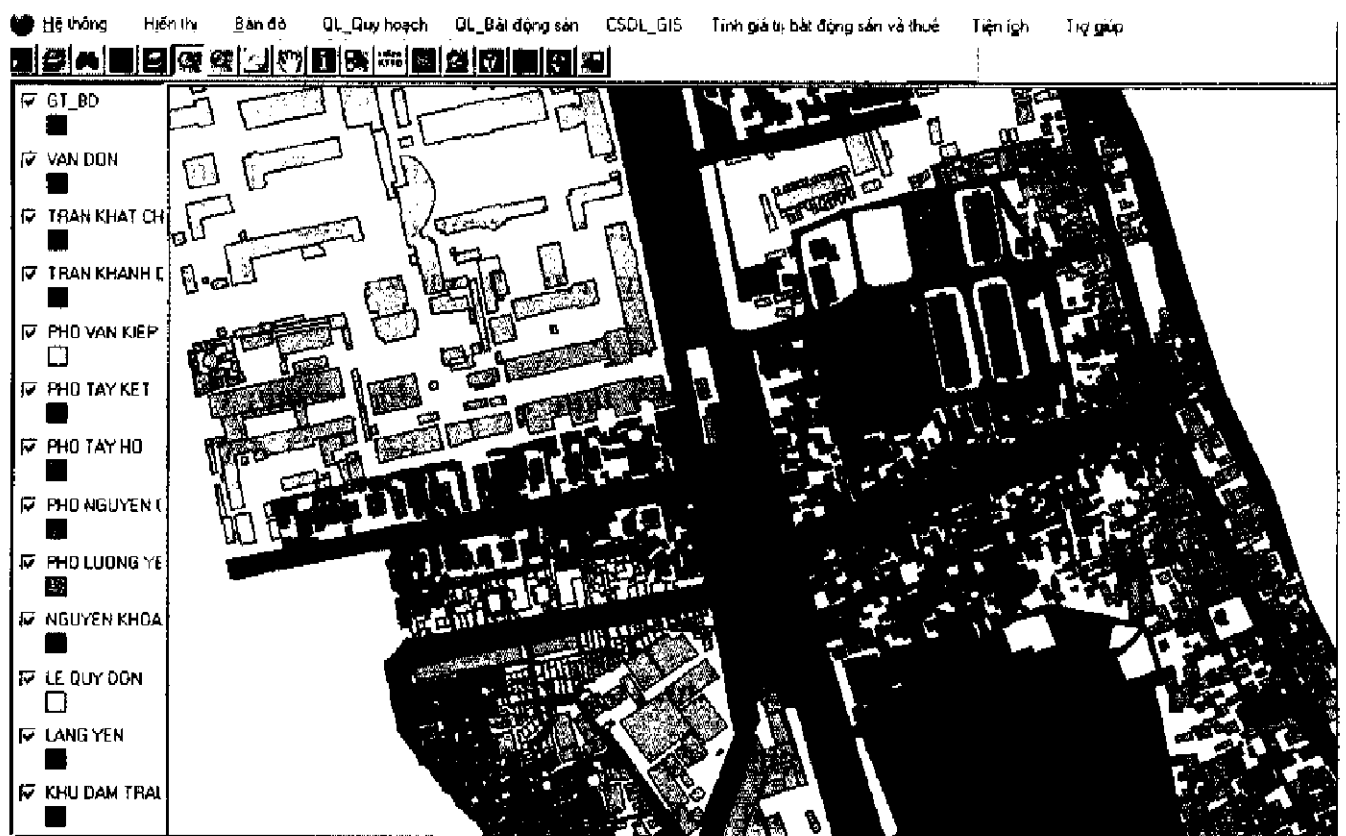 Hệ thống Hiển thị Bản đồ QL_Quy hoạch QL_Bất động sản CSDL_GIS Tính giá trị bất động sản và thuế Tiện ích Trợ giúp
GT_BD
VAN DON
TRAN KHAT CH
TRAN KHANH D
PHO VAN KIEP
PHO TAY KET
PHO TAY HO
PHO NGUYEN
PHO LUONG YE
NGUYEN KHOA
LE QUY DON
LANG YEN
KHU DAM TRAU